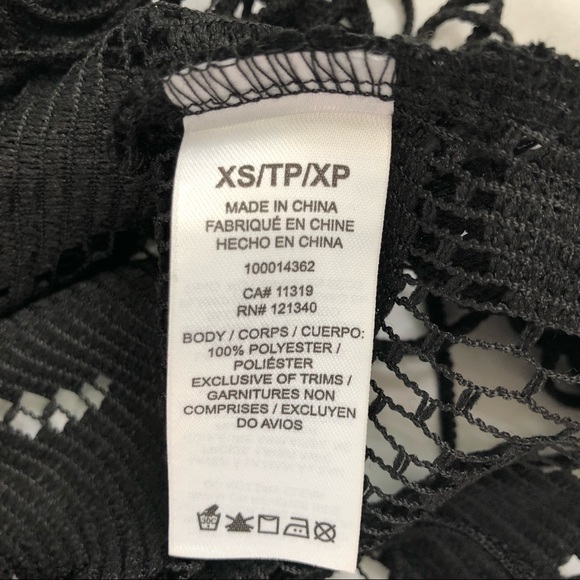 XS/TP/XP
MADE IN CHINA
FABRIQUÉ EN CHINE
HECHO EN CHINA
100014362
CA# 11319
RN# 121340
BODY / CORPS / CUERPO:
100% POLYESTER /
POLIÉSTER
EXCLUSIVE OF TRIMS /
GARNITURES NON
COMPRISES / EXCLUYEN
DO AVIOS